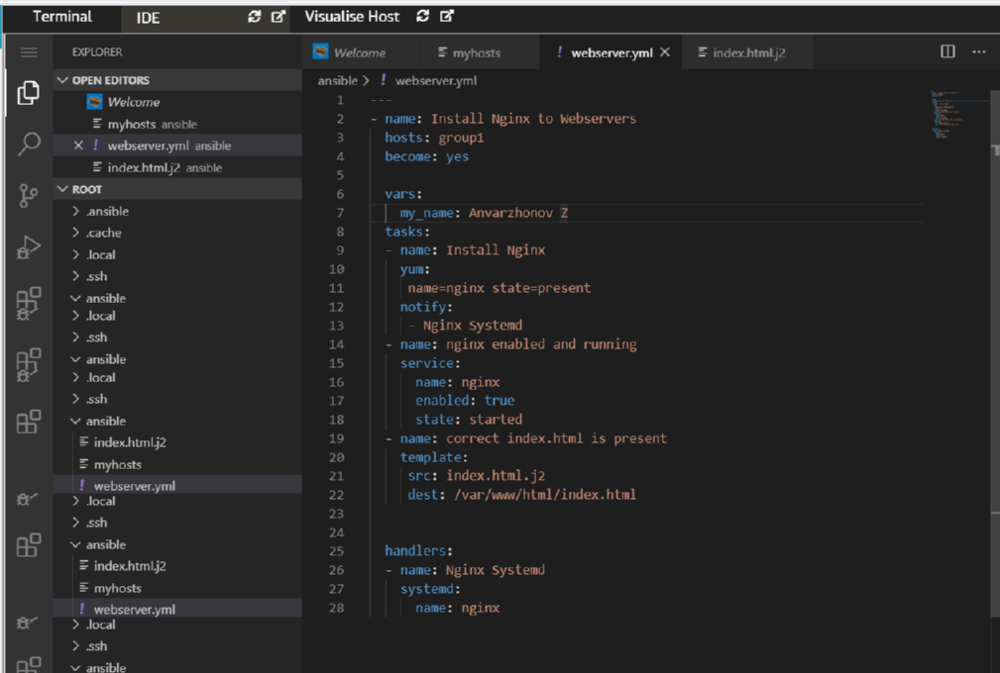 Terminal IDE Visualise Host
EXPLORER
OPEN EDITORS
Welcome
myhosts ansible
webserver.yml ansible
index.html.j2 ansible
ROOT
.ansible
.cache
.local
.ssh
ansible
.local
.ssh
ansible
.local
.ssh
ansible
index.html.j2
myhosts
webserver.yml
.local
.ssh
ansible
index.html.j2
myhosts
webserver.yml
.local
.ssh
ansible
Welcome myhosts ! webserver.yml index.html.j2
ansible > ! webserver.yml
1 ---
2 - name: Install Nginx to Webservers
3 hosts: group1
4 become: yes
5
6 vars:
7 my_name: Anvarzhonov Z
8 tasks:
9 - name: Install Nginx
10 yum:
11 name=nginx state=present
12 notify:
13 - Nginx Systemd
14 - name: nginx enabled and running
15 service:
16 name: nginx
17 enabled: true
18 state: started
19 - name: correct index.html is present
20 template:
21 src: index.html.j2
22 dest: /var/www/html/index.html
23
24
25 handlers:
26 - name: Nginx Systemd
27 systemd:
28 name: nginx